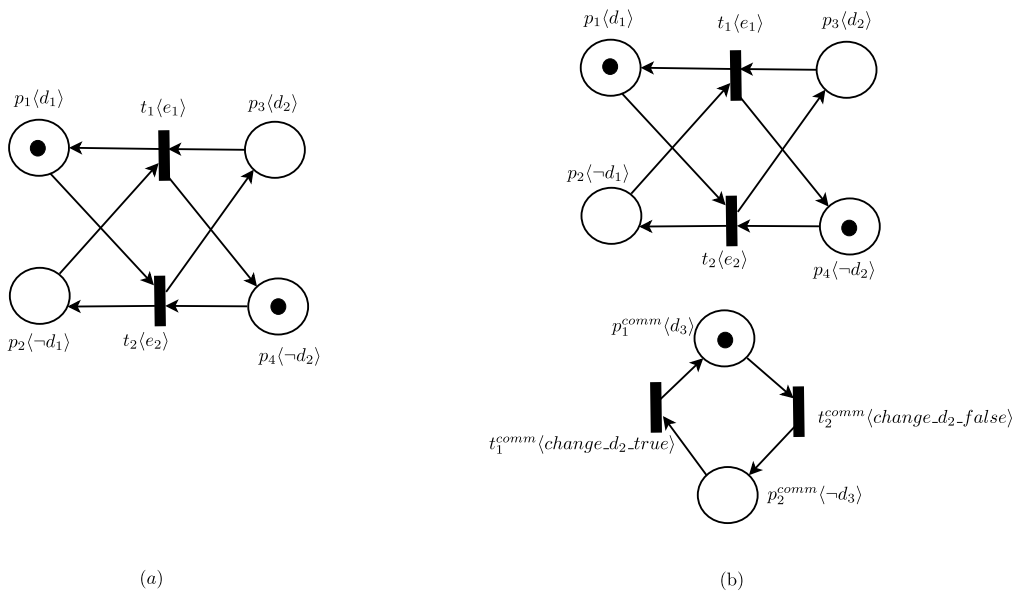 p₁⟨d₁⟩
t₁⟨e₁⟩
p₃⟨d₂⟩
p₂⟨¬d₁⟩
t₂⟨e₂⟩
p₄⟨¬d₂⟩
(a)
p₁⟨d₁⟩
t₁⟨e₁⟩
p₃⟨d₂⟩
p₂⟨¬d₁⟩
t₂⟨e₂⟩
p₄⟨¬d₂⟩
p₁^{comm}⟨d₃⟩
t₂^{comm}⟨change_d₂_false⟩
t₁^{comm}⟨change_d₂_true⟩
p₂^{comm}⟨¬d₃⟩
(b)